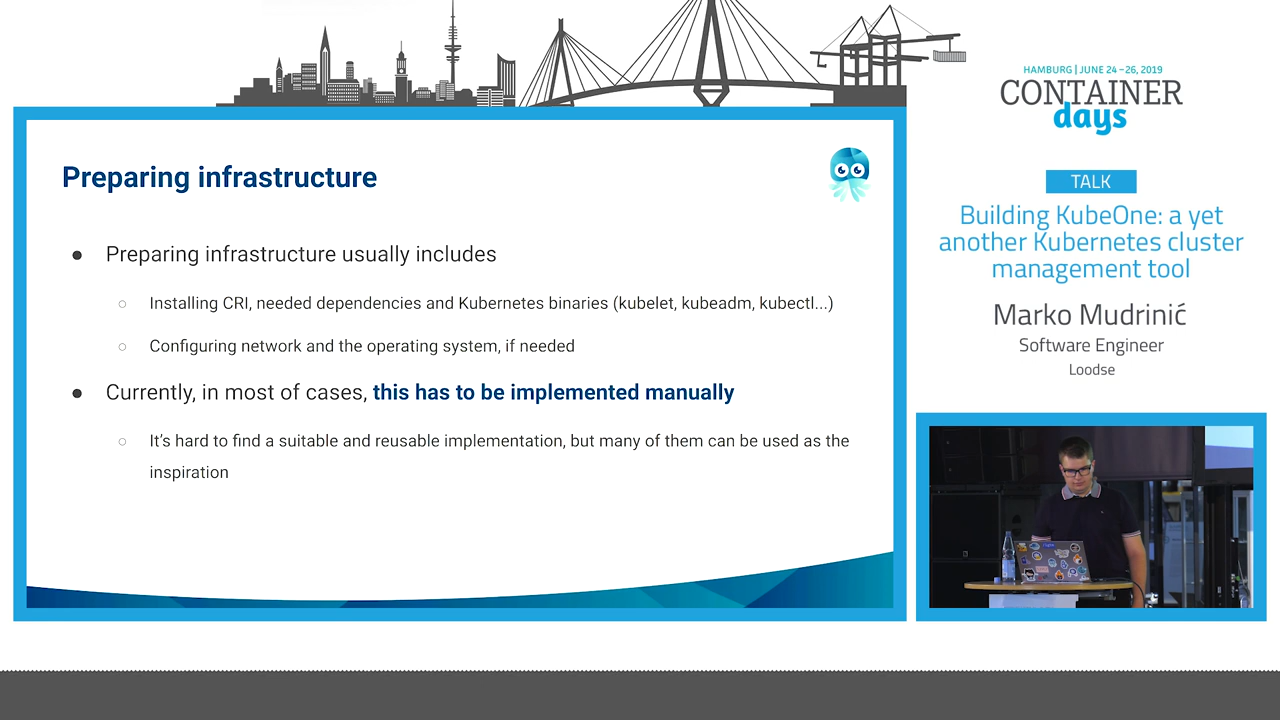 Preparing infrastructure
● Preparing infrastructure usually includes
○ Installing CRI, needed dependencies and Kubernetes binaries (kubelet, kubeadm, kubectl...)
○ Configuring network and the operating system, if needed
● Currently, in most of cases, this has to be implemented manually
○ It's hard to find a suitable and reusable implementation, but many of them can be used as the
inspiration
HAMBURG | JUNE 24 – 26, 2019
CONTAINER
days
TALK
Building KubeOne: a yet
another Kubernetes cluster
management tool
Marko Mudrinić
Software Engineer
Loodse